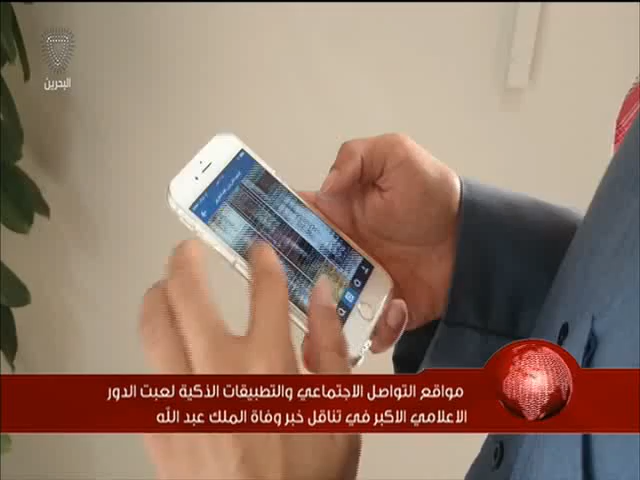 البحرين
مواقع التواصل الاجتماعي والتطبيقات الذكية لعبت الدور
الاعلامي الاكبر في تناقل خبر وفاة الملك عبد الله